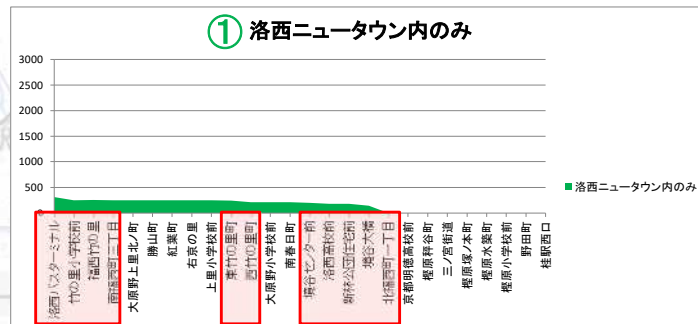 ① 洛西ニュータウン内のみ
3000
2500
2000
1500
1000
500
0
洛西ニュータウン内のみ
洛西バスターミナル
竹の里小学校前
福西竹の里
南福西町三丁目
大原野上里北ノ町
勝山町
紅葉町
右京の里
上里小学校前
東竹の里町
西竹の里町
大原野小学校前
南春日町
境谷センター前
洛西高校前
新林公団住宅前
境谷大橋
北福西町一丁目
京都明徳高校前
樫原秤谷町
三ノ宮街道
樫原塚ノ本町
樫原水築町
樫原小学校前
野田町
桂駅西口